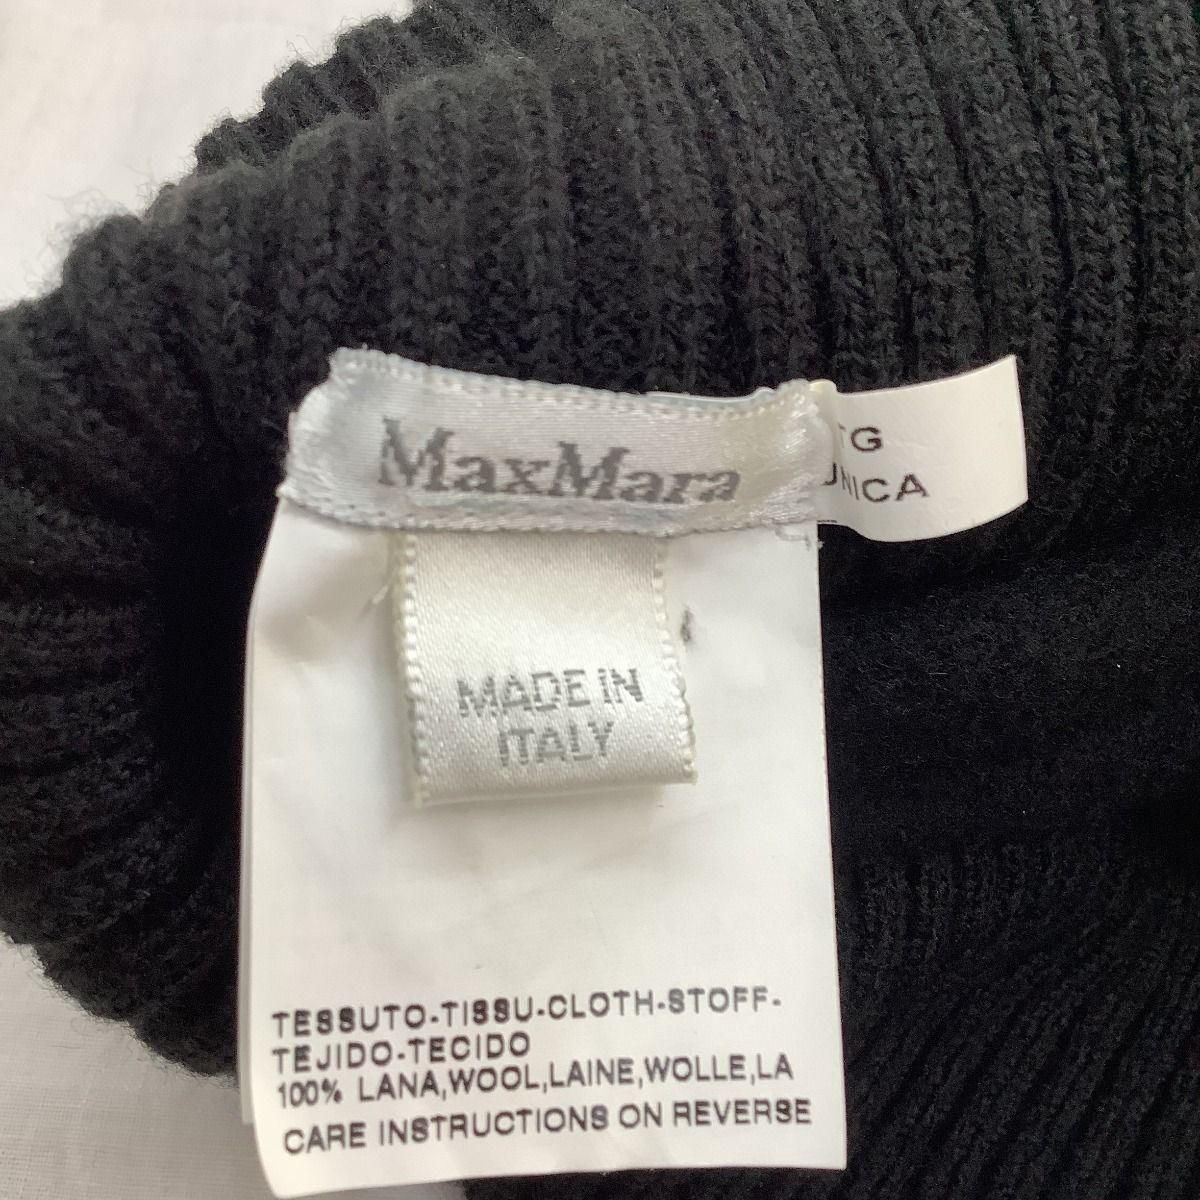 MaxMara
TG
UNICA
MADE IN
ITALY
TESSUTO-TISSU-CLOTH-STOFF-
TEJIDO-TECIDO
100% LANA,WOOL,LAINE,WOLLE,LA
CARE INSTRUCTIONS ON REVERSE